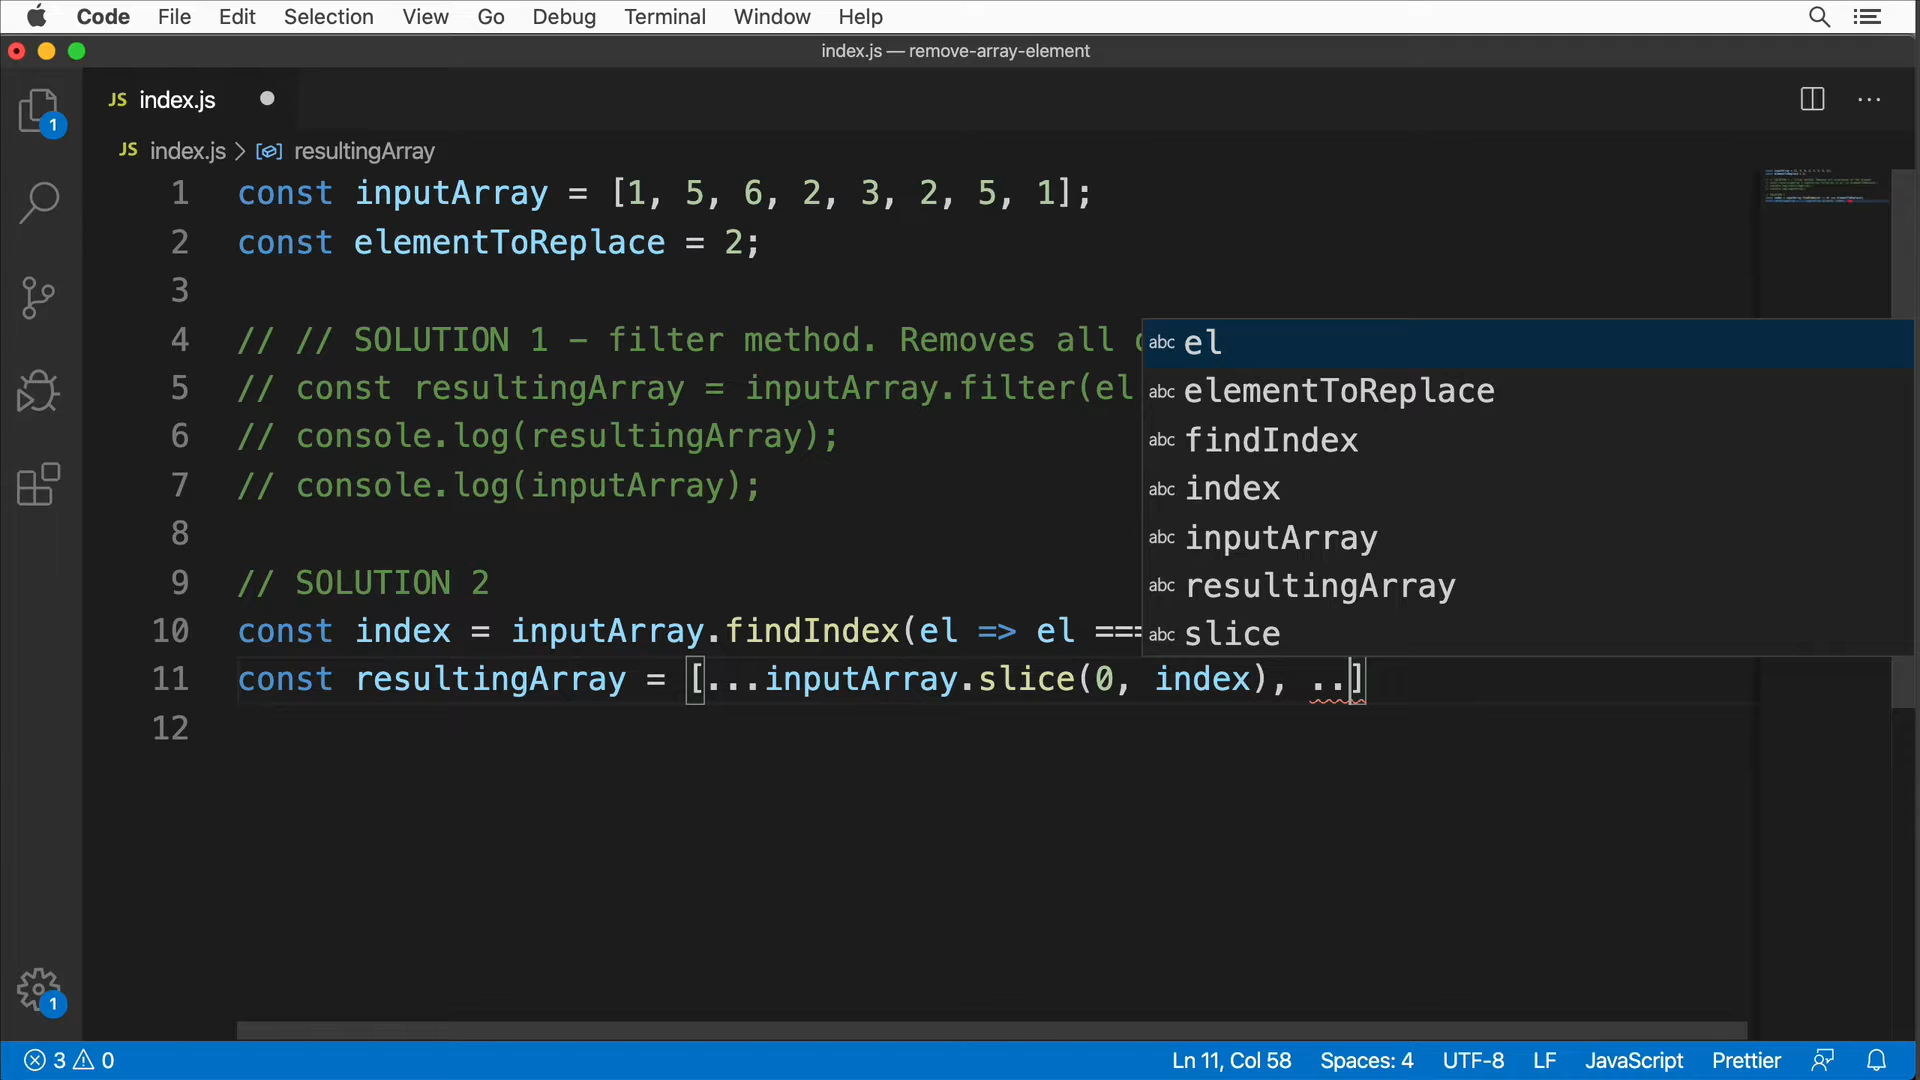 Code File Edit Selection View Go Debug Terminal Window Help
index.js — remove-array-element
JS index.js
JS index.js > resultingArray
1 const inputArray = [1, 5, 6, 2, 3, 2, 5, 1];
2 const elementToReplace = 2;
3
4 // // SOLUTION 1 – filter method. Removes all
5 // const resultingArray = inputArray.filter(el
6 // console.log(resultingArray);
7 // console.log(inputArray);
8
9 // SOLUTION 2
10 const index = inputArray.findIndex(el => el ===
11 const resultingArray = [...inputArray.slice(0, index), ..]
12
abc el
abc elementToReplace
abc findIndex
abc index
abc inputArray
abc resultingArray
abc slice
1
1
3 0 Ln 11, Col 58 Spaces: 4 UTF-8 LF JavaScript Prettier